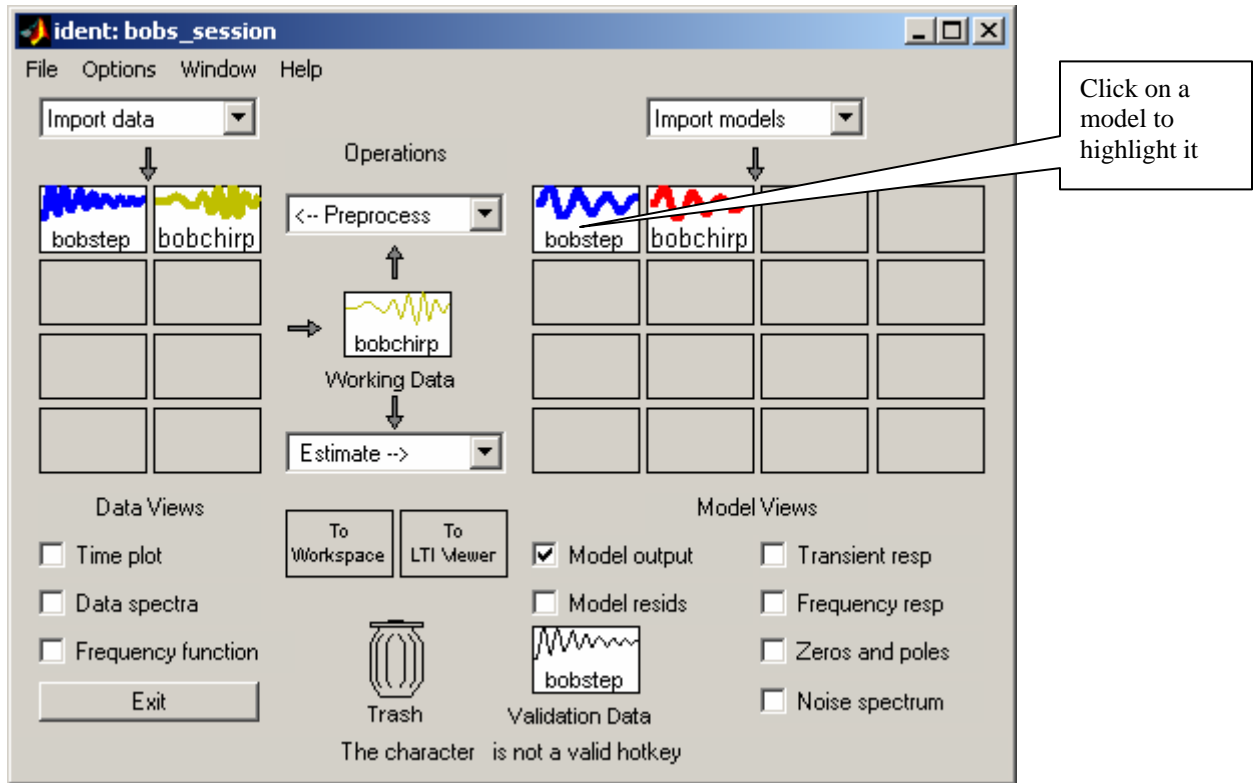 ident: bobs_session
File Options Window Help
Import data
Import models
Click on a
model to
highlight it
Operations
bobstep
bobchirp
<-- Preprocess
bobstep
bobchirp
bobchirp
Working Data
Estimate -->
Data Views
Model Views
Time plot
Data spectra
Frequency function
Exit
To
Workspace
To
LTI Viewer
Trash
Model output
Model resids
bobstep
Validation Data
Transient resp
Frequency resp
Zeros and poles
Noise spectrum
The character is not a valid hotkey